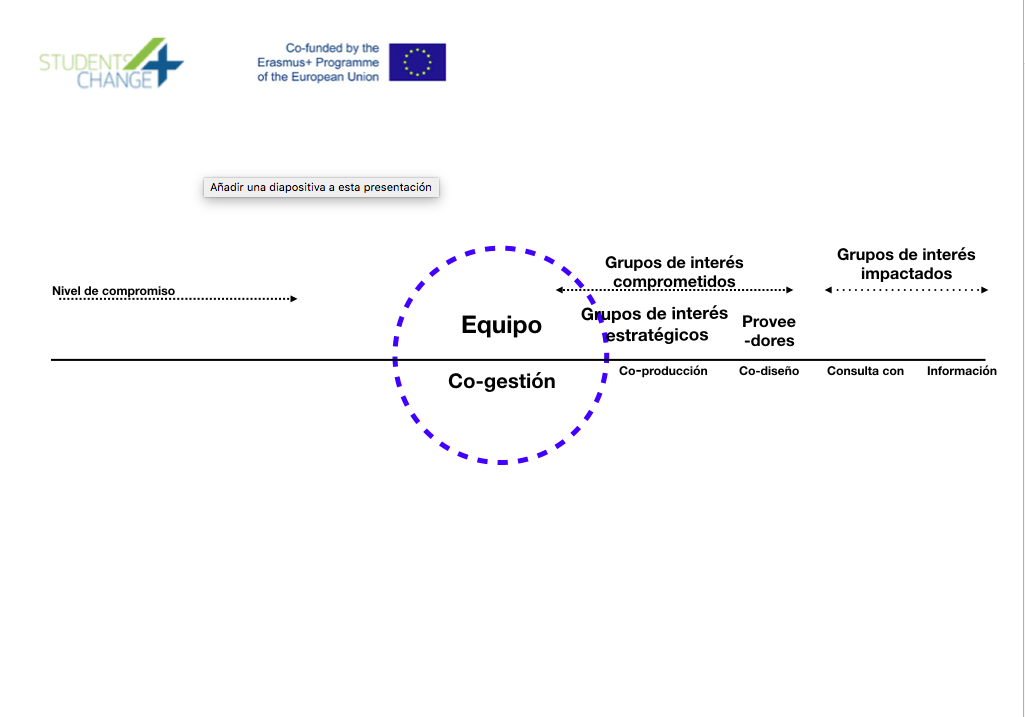 STUDENTS 4
CHANGE
Co-funded by the
Erasmus+ Programme
of the European Union
Añadir una diapositiva a esta presentación
Nivel de compromiso
Grupos de interés
comprometidos
Grupos de interés
impactados
Equipo
Grupos de interés
estratégicos
Provee
-dores
Co-gestión
Co-producción
Co-diseño
Consulta con
Información